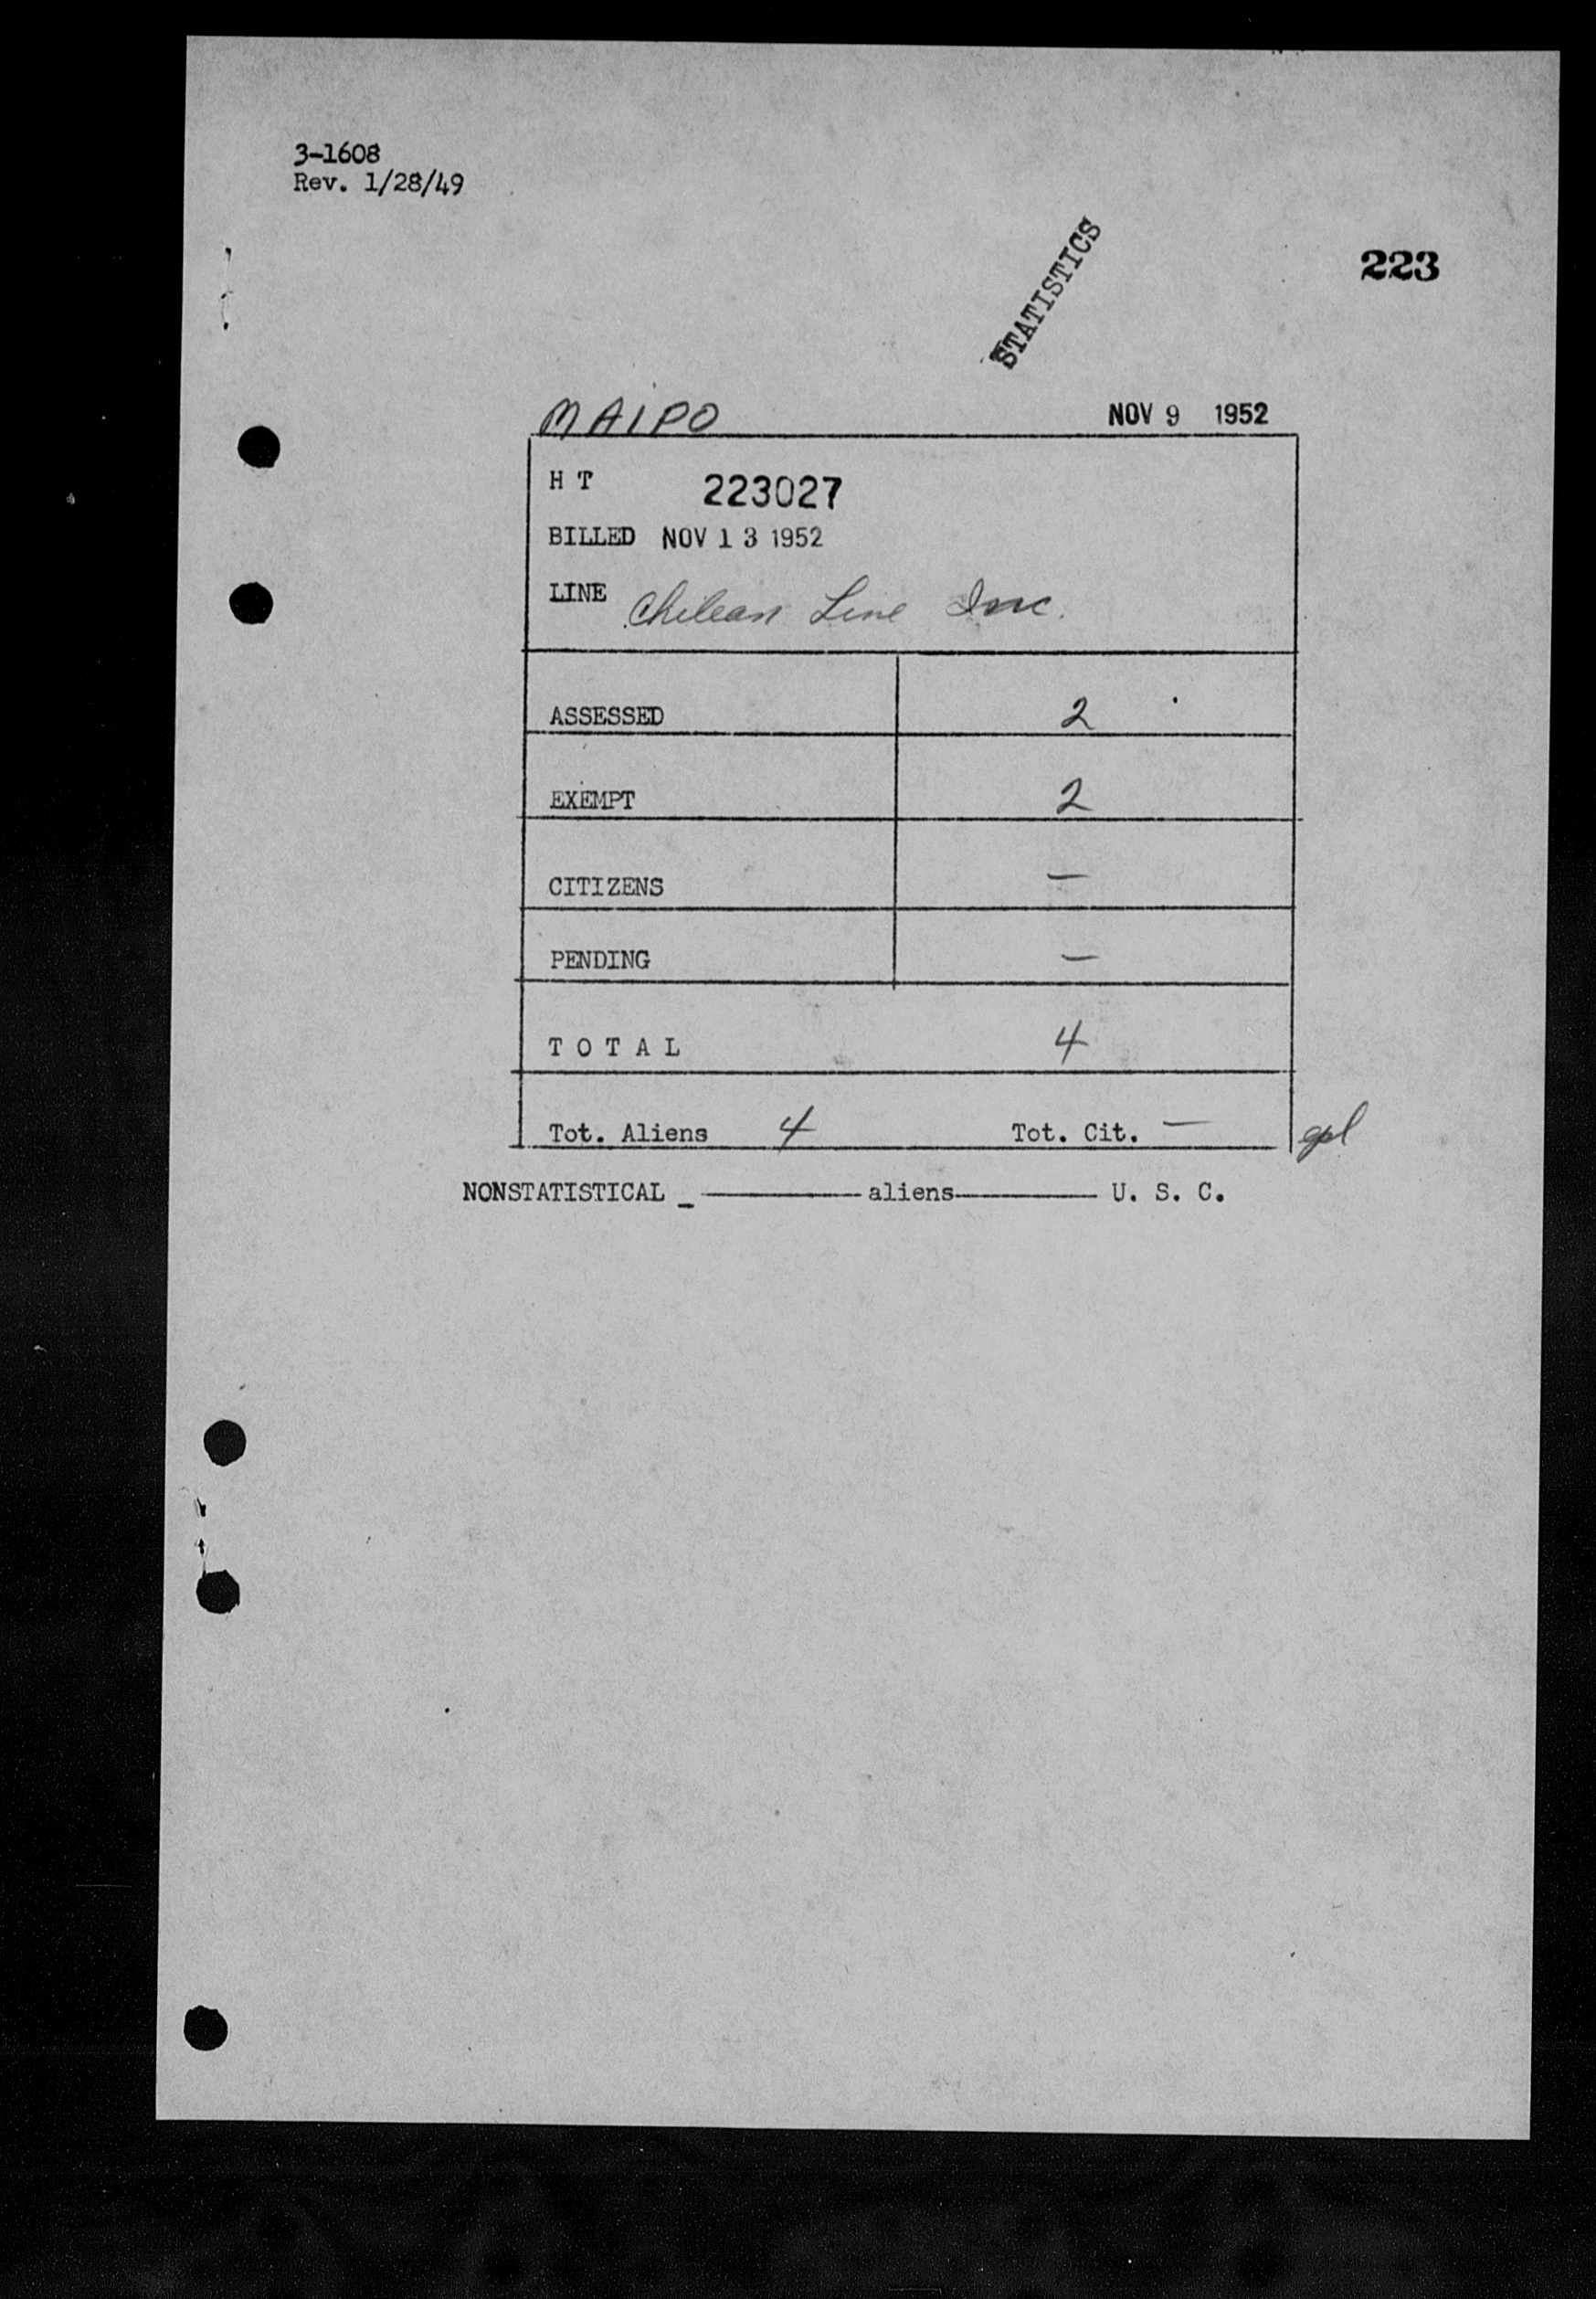 3-1608
Rev. 1/28/49
STATISTICS
223
MAIPO NOV 9 1952
H T 223027
BILLED NOV 13 1952
LINE Chilean Line Inc.
ASSESSED 2
EXEMPT 2
CITIZENS —
PENDING —
T O T A L 4
Tot. Aliens 4 Tot. Cit. —
NONSTATISTICAL _ ———— aliens ———— U. S. C.